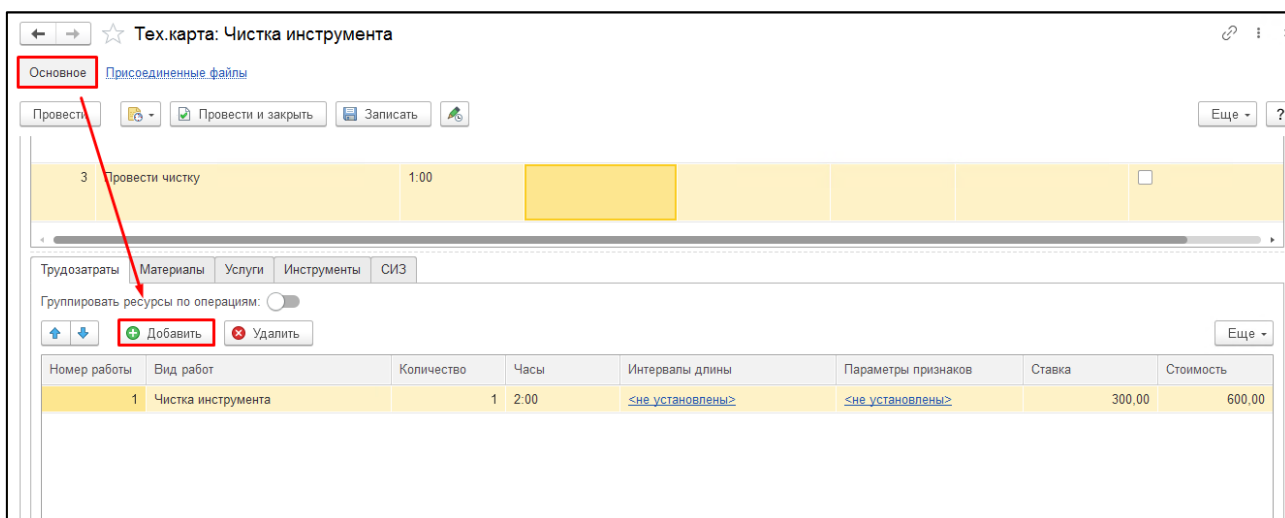 Тех.карта: Чистка инструмента
Основное Присоединенные файлы
Провести Провести и закрыть Записать Еще ?
3 Провести чистку 1:00
Трудозатраты Материалы Услуги Инструменты СИЗ
Группировать ресурсы по операциям:
Добавить Удалить Еще
Номер работы Вид работ Количество Часы Интервалы длины Параметры признаков Ставка Стоимость
1 Чистка инструмента 1 2:00 <не установлены> <не установлены> 300,00 600,00